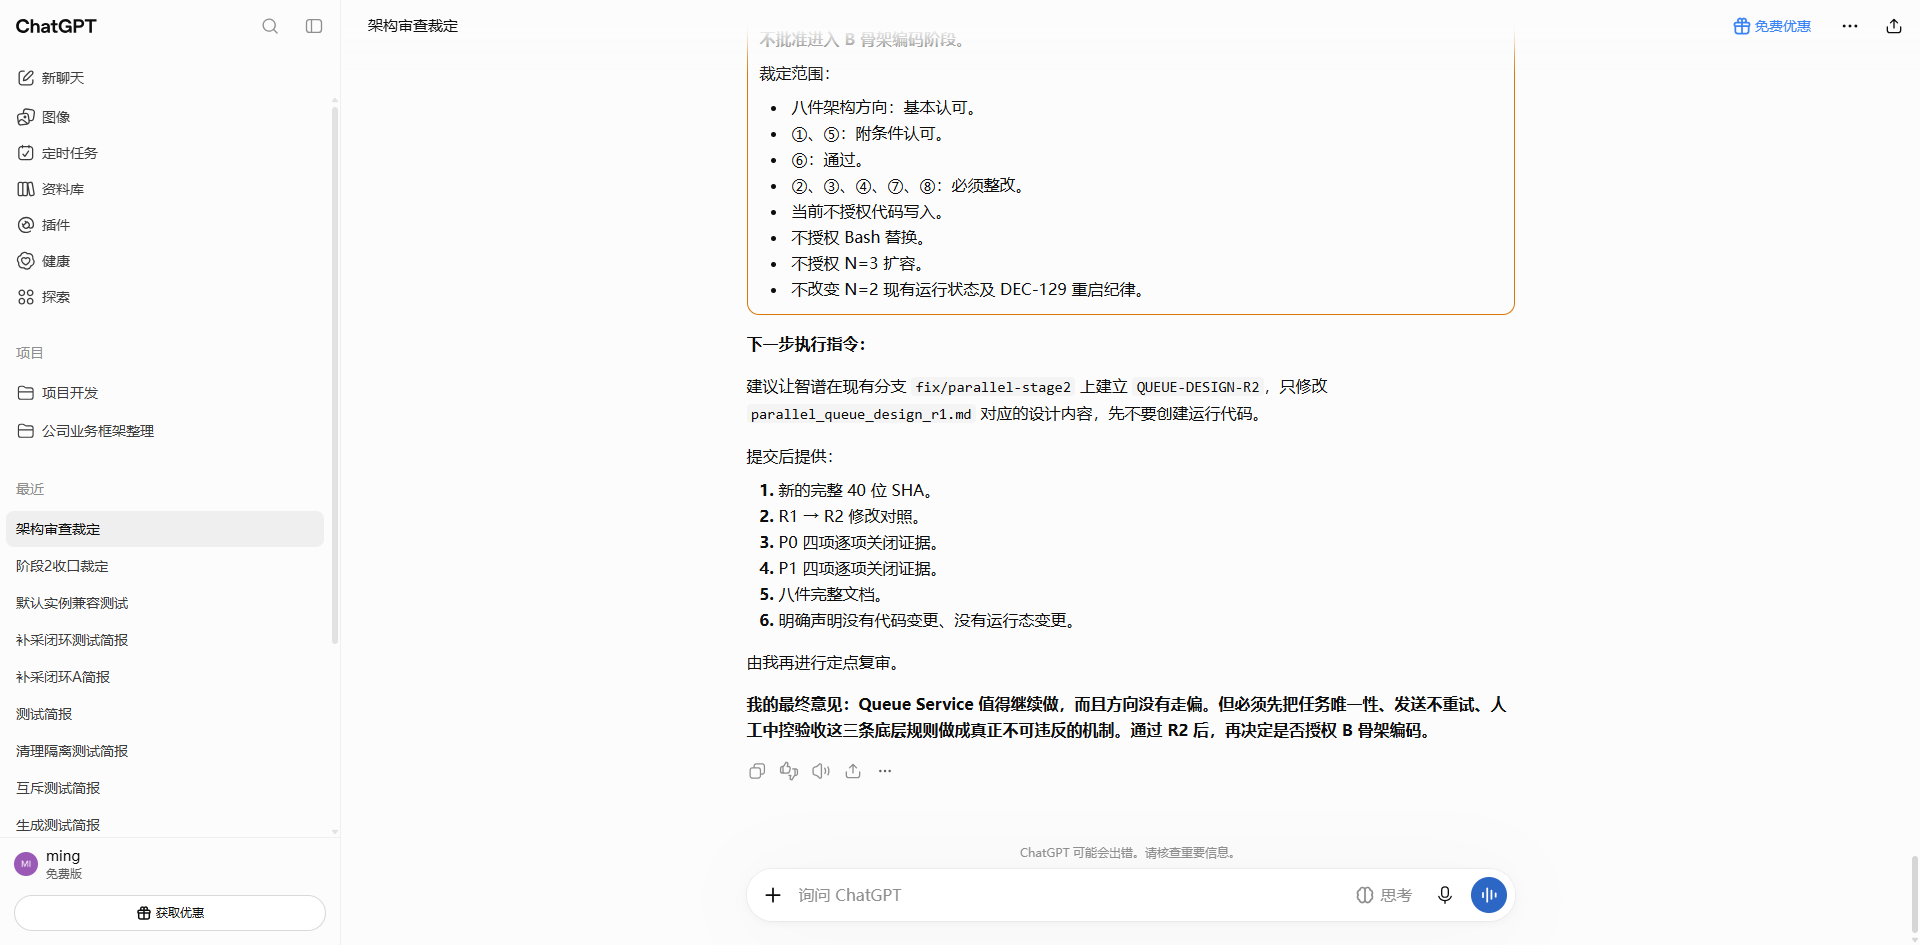 ChatGPT
新聊天
图像
定时任务
资料库
插件
健康
探索
项目
项目开发
公司业务框架整理
最近
架构审查裁定
阶段2收口裁定
默认实例兼容测试
补采闭环测试简报
补采闭环A简报
测试简报
清理隔离测试简报
互斥测试简报
生成测试简报
MI
ming
免费版
获取优惠
架构审查裁定
免费优惠
不批准进入 B 骨架编码阶段。
裁定范围：
• 八件架构方向：基本认可。
• ①、⑤：附条件认可。
• ⑥：通过。
• ②、③、④、⑦、⑧：必须整改。
• 当前不授权代码写入。
• 不授权 Bash 替换。
• 不授权 N=3 扩容。
• 不改变 N=2 现有运行状态及 DEC-129 重启纪律。
下一步执行指令：
建议让智谱在现有分支 fix/parallel-stage2 上建立 QUEUE-DESIGN-R2，只修改
parallel_queue_design_r1.md 对应的设计内容，先不要创建运行代码。
提交后提供：
1. 新的完整 40 位 SHA。
2. R1 → R2 修改对照。
3. P0 四项逐项关闭证据。
4. P1 四项逐项关闭证据。
5. 八件完整文档。
6. 明确声明没有代码变更、没有运行态变更。
由我再进行定点复审。
我的最终意见：Queue Service 值得继续做，而且方向没有走偏。但必须先把任务唯一性、发送不重试、人
工中控验收这三条底层规则做成真正不可违反的机制。通过 R2 后，再决定是否授权 B 骨架编码。
ChatGPT 可能会出错。请核查重要信息。
询问 ChatGPT
思考